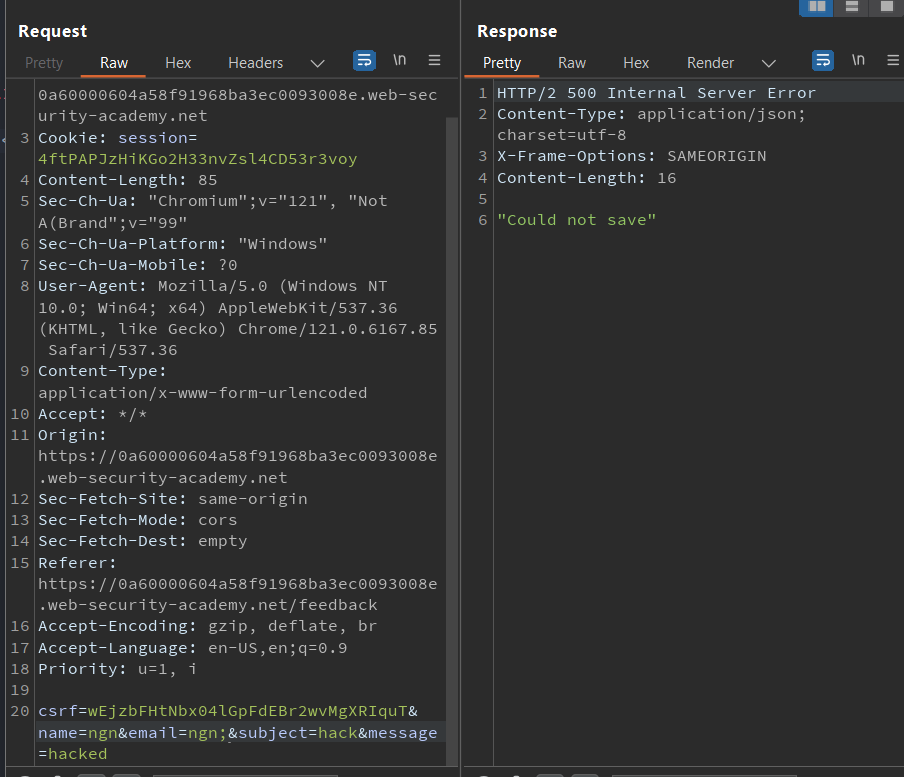 Request
Pretty Raw Hex Headers \n
0a60000604a58f91968ba3ec0093008e.web-sec
urity-academy.net
3 Cookie: session=
4ftPAPJzHiKGo2H33nvZsl4CD53r3voy
4 Content-Length: 85
5 Sec-Ch-Ua: "Chromium";v="121", "Not
A(Brand";v="99"
6 Sec-Ch-Ua-Platform: "Windows"
7 Sec-Ch-Ua-Mobile: ?0
8 User-Agent: Mozilla/5.0 (Windows NT
10.0; Win64; x64) AppleWebKit/537.36
(KHTML, like Gecko) Chrome/121.0.6167.85
Safari/537.36
9 Content-Type:
application/x-www-form-urlencoded
10 Accept: */*
11 Origin:
https://0a60000604a58f91968ba3ec0093008e
.web-security-academy.net
12 Sec-Fetch-Site: same-origin
13 Sec-Fetch-Mode: cors
14 Sec-Fetch-Dest: empty
15 Referer:
https://0a60000604a58f91968ba3ec0093008e
.web-security-academy.net/feedback
16 Accept-Encoding: gzip, deflate, br
17 Accept-Language: en-US,en;q=0.9
18 Priority: u=1, i
19
20 csrf=wEjzbFHtNbx04lGpFdEBr2wvMgXRIquT&
name=ngn&email=ngn;&subject=hack&message
=hacked
Response
Pretty Raw Hex Render \n
1 HTTP/2 500 Internal Server Error
2 Content-Type: application/json;
charset=utf-8
3 X-Frame-Options: SAMEORIGIN
4 Content-Length: 16
5
6 "Could not save"